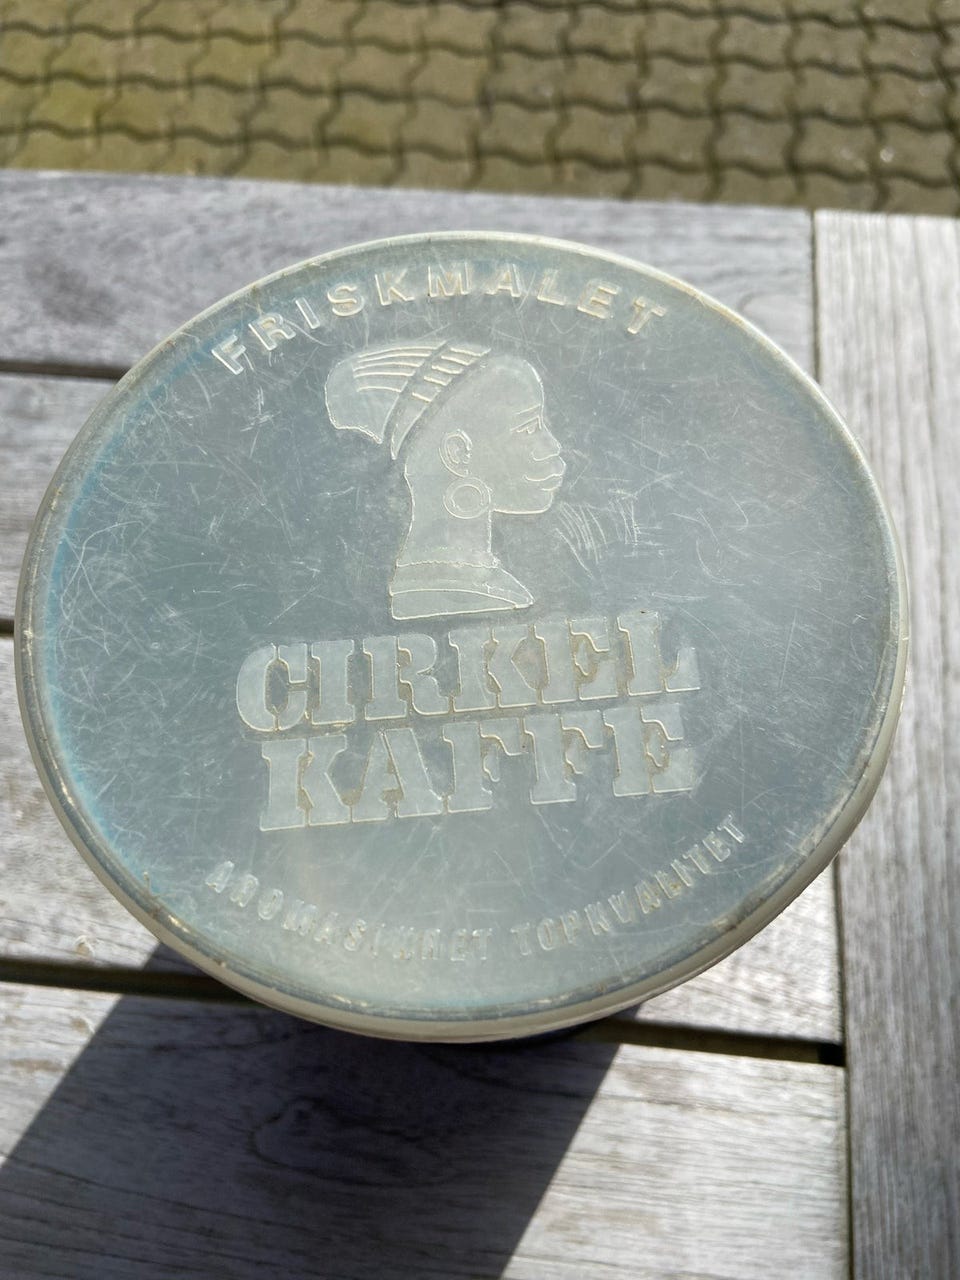 FRISKMALET
CIRKEL
KAFFE
AROMASIKRET TOPKVALITET